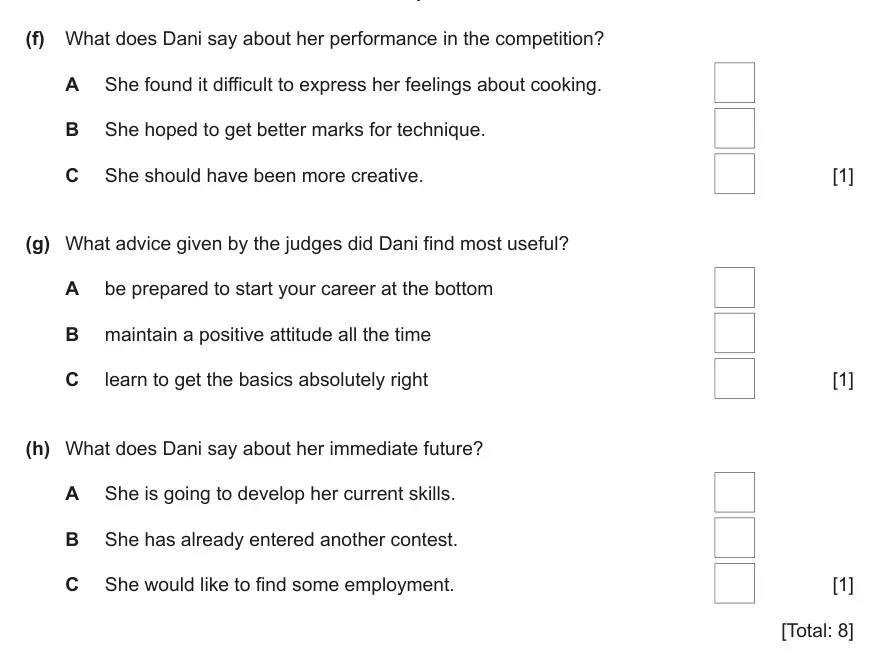 (f) What does Dani say about her performance in the competition?
A She found it difficult to express her feelings about cooking.
B She hoped to get better marks for technique.
C She should have been more creative. [1]
(g) What advice given by the judges did Dani find most useful?
A be prepared to start your career at the bottom
B maintain a positive attitude all the time
C learn to get the basics absolutely right [1]
(h) What does Dani say about her immediate future?
A She is going to develop her current skills.
B She has already entered another contest.
C She would like to find some employment. [1]
[Total: 8]